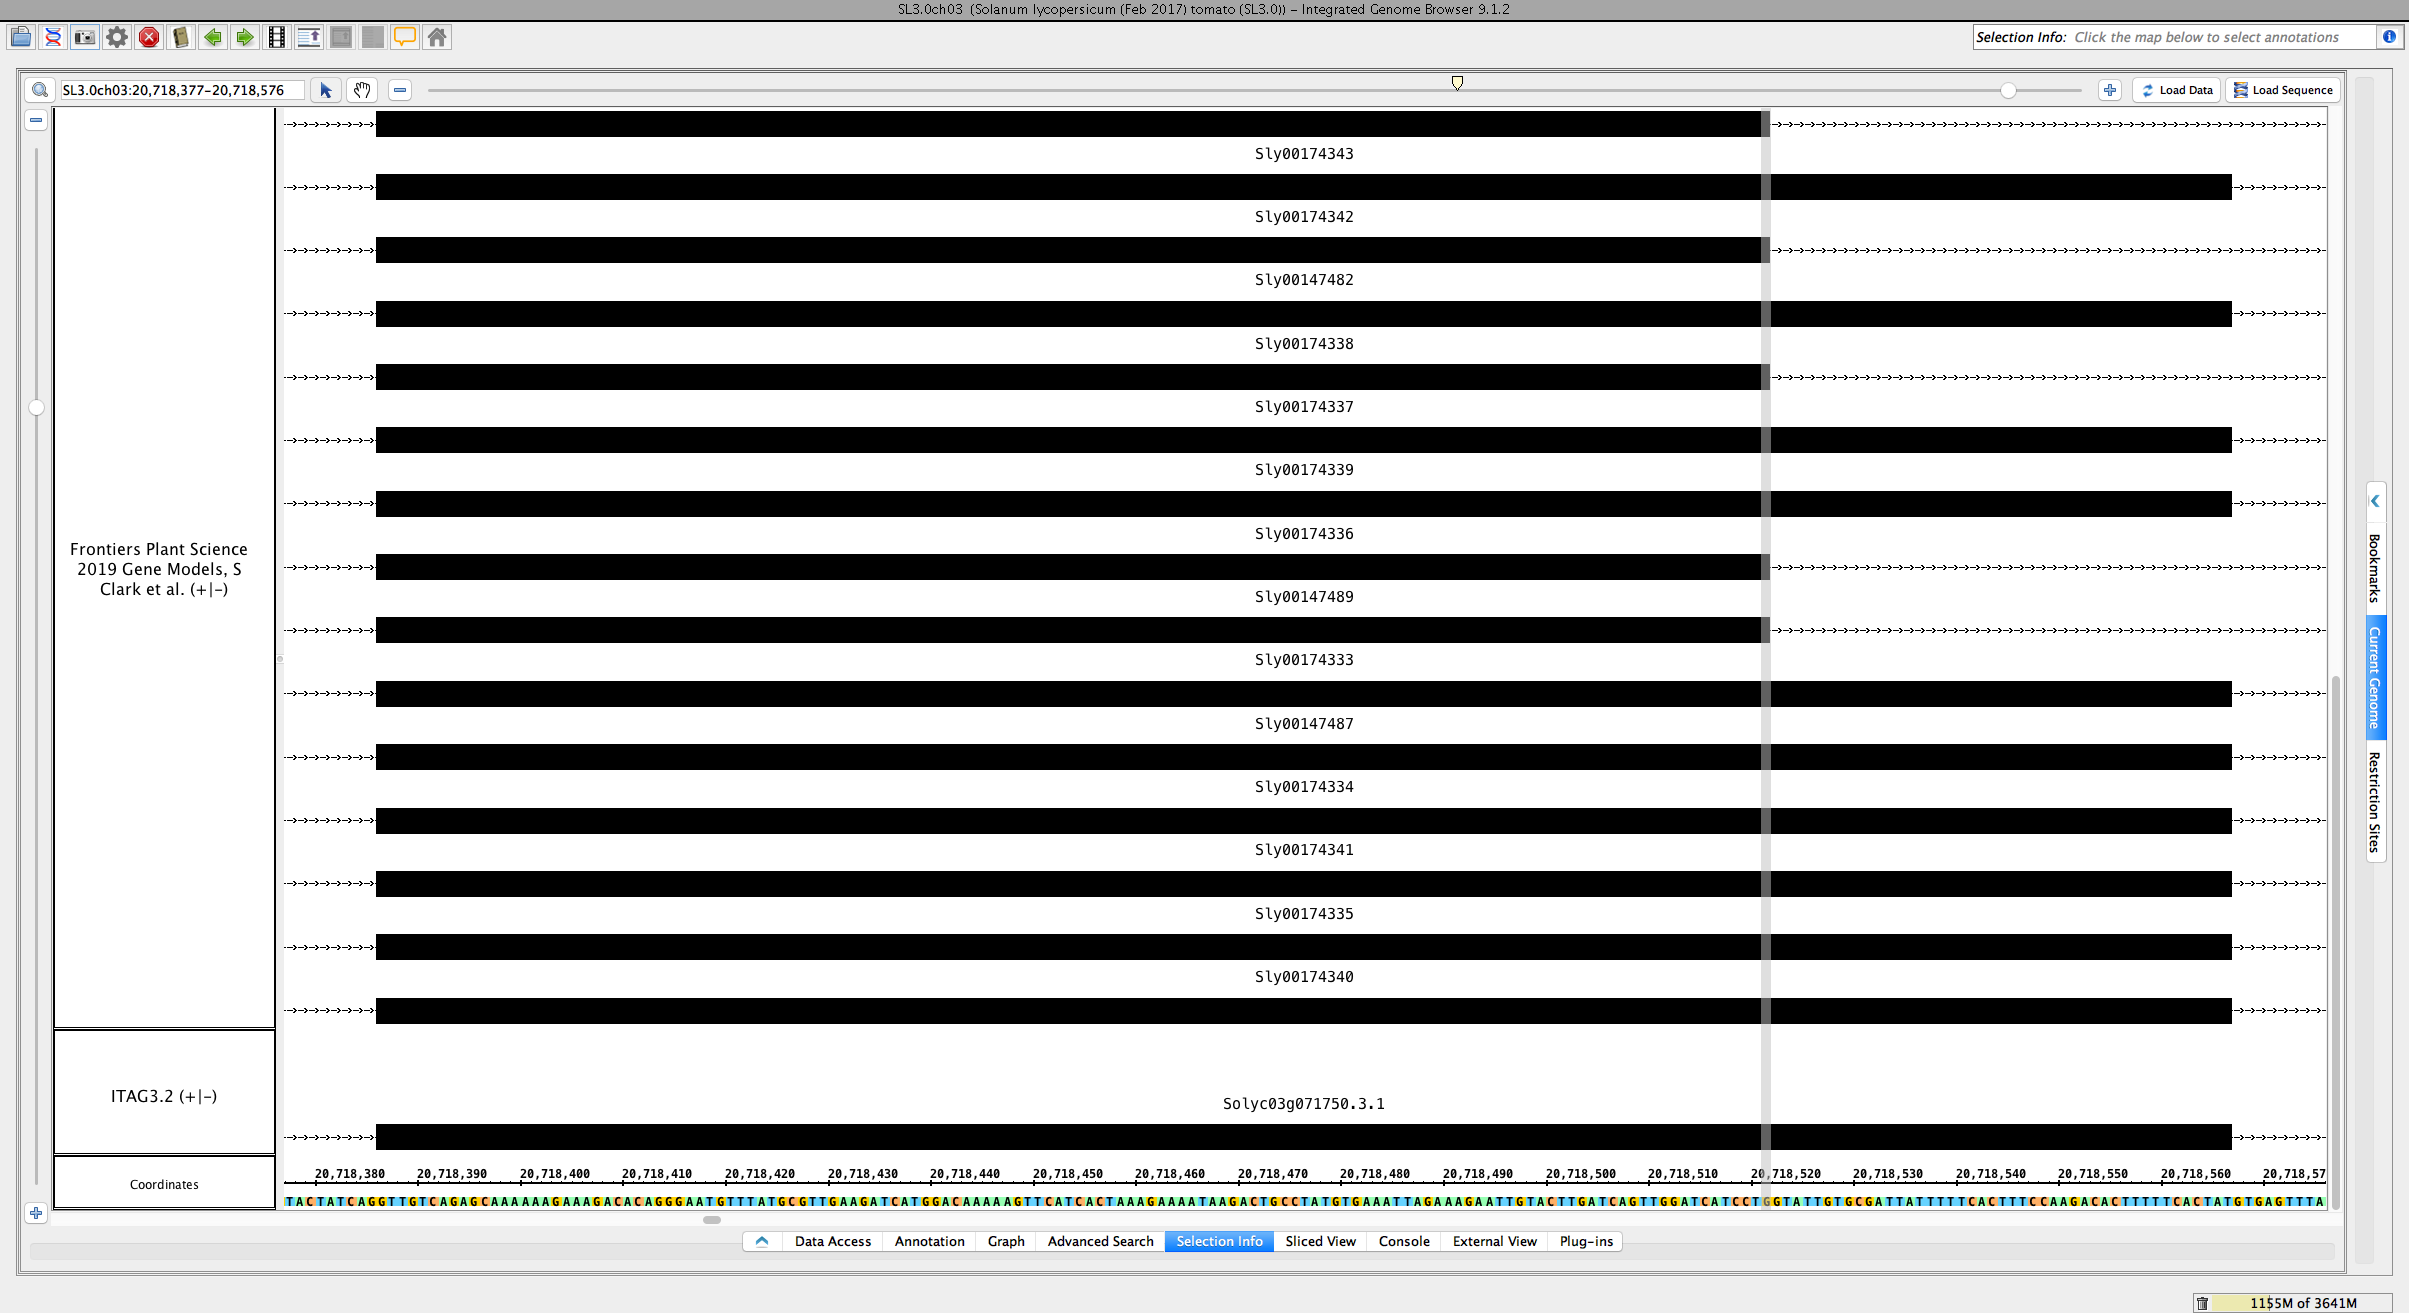 SL3.0ch03 (Solanum lycopersicum (Feb 2017) tomato (SL3.0)) – Integrated Genome Browser 9.1.2
Selection Info: Click the map below to select annotations
SL3.0ch03:20,718,377-20,718,576
Load Data
Load Sequence
Sly00174343
Sly00174342
Sly00147482
Sly00174338
Sly00174337
Sly00174339
Sly00174336
Sly00147489
Sly00174333
Sly00147487
Sly00174334
Sly00174341
Sly00174335
Sly00174340
Frontiers Plant Science
2019 Gene Models, S
Clark et al. (+|-)
ITAG3.2 (+|-)
Solyc03g071750.3.1
Coordinates
20,718,380 20,718,390 20,718,400 20,718,410 20,718,420 20,718,430 20,718,440 20,718,450 20,718,460 20,718,470 20,718,480 20,718,490 20,718,500 20,718,510 20,718,520 20,718,530 20,718,540 20,718,550 20,718,560 20,718,57
TACTATCAGGTTGTCAGAGCAAAAAAGAAAGACACAGGGAATGTTTATGCGTTGAAGATCATGGACAAAAAGTTCATCACTAAAGAAAATAAGACTGCCTATGTGAAATTAGAAAGAATTGTACTTGATCAGTTGGATCATCCTGGTATTGTGCGATTATTTTTCACTTTCCAAGACACTTTTTCACTATGTGAGTTTA
Bookmarks
Current Genome
Restriction Sites
Data Access
Annotation
Graph
Advanced Search
Selection Info
Sliced View
Console
External View
Plug-ins
1155M of 3641M